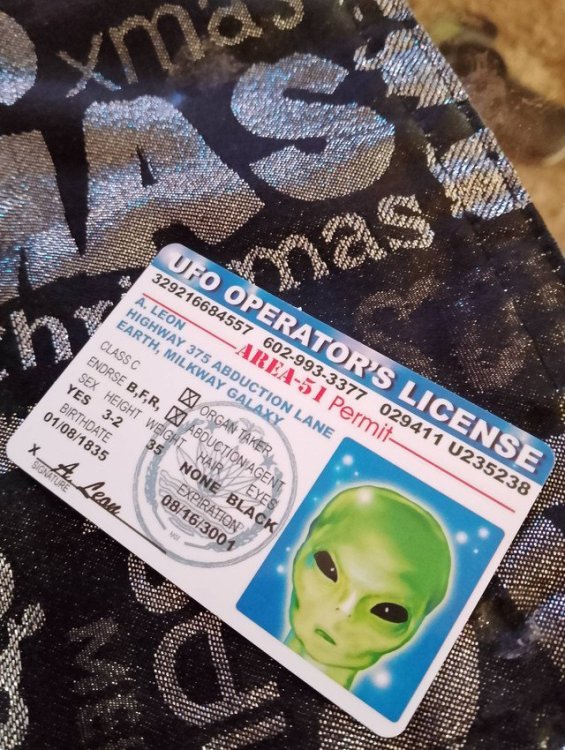 xmas
MAS
christmas
UFO OPERATOR'S LICENSE
329216684557 602-993-3377 029411 U235238
AREA-51 Permit
A. LEON
HIGHWAY 375 ABDUCTION LANE
EARTH, MILKWAY GALAXY
CLASS C
ENDRSE B,F,R,
ORGAN TAKER
ABDUCTION AGENT
SEX HEIGHT WEIGHT HAIR EYES
YES 3-2 35 NONE BLACK
BIRTHDATE EXPIRATION
01/08/1835 08/16/3001
X A. Leon
SIGNATURE